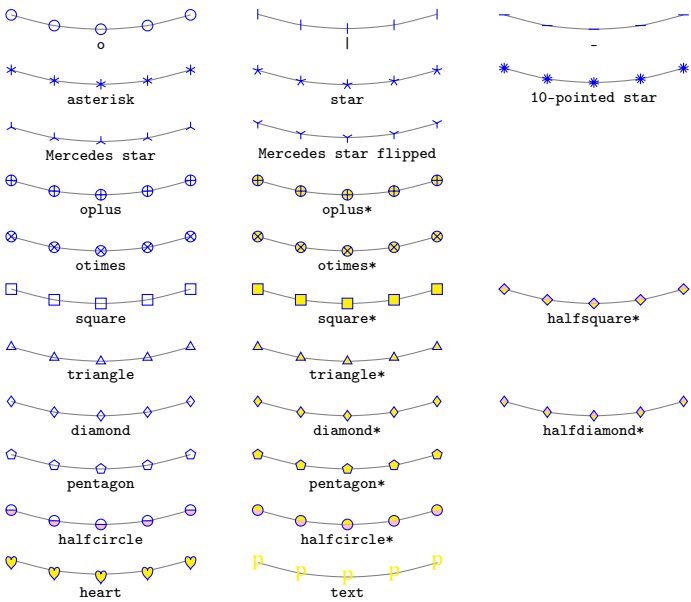 o | -
asterisk star 10-pointed star
Mercedes star Mercedes star flipped
oplus oplus*
otimes otimes*
square square* halfsquare*
triangle triangle*
diamond diamond* halfdiamond*
pentagon pentagon*
halfcircle halfcircle*
p p p p p
heart text